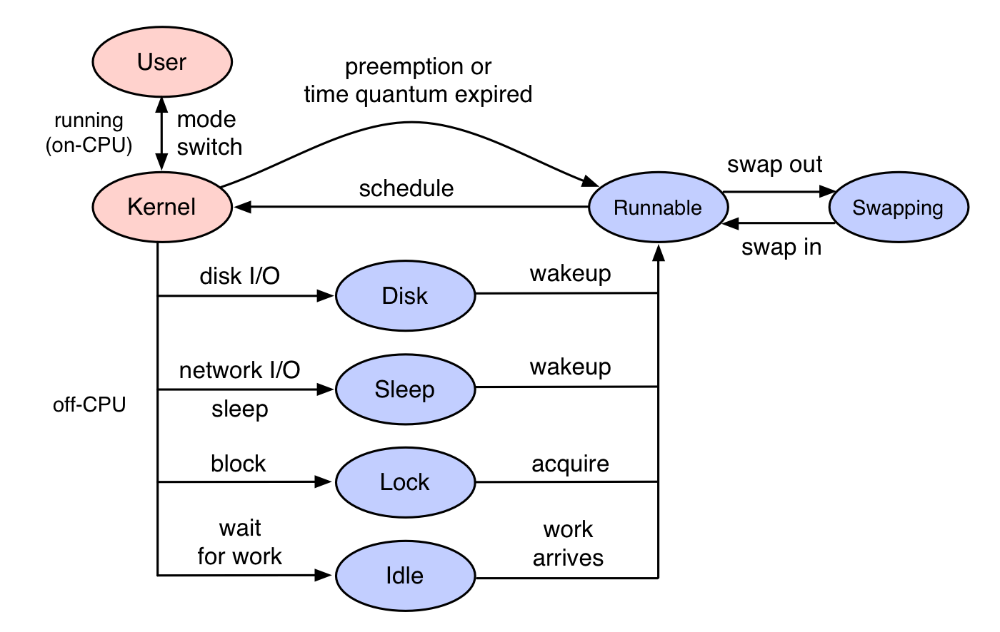 User
preemption or
time quantum expired
running
(on-CPU)
mode
switch
swap out
schedule
Kernel
Runnable
Swapping
swap in
disk I/O
Disk
wakeup
network I/O
sleep
Sleep
wakeup
off-CPU
block
Lock
acquire
wait
for work
Idle
work
arrives